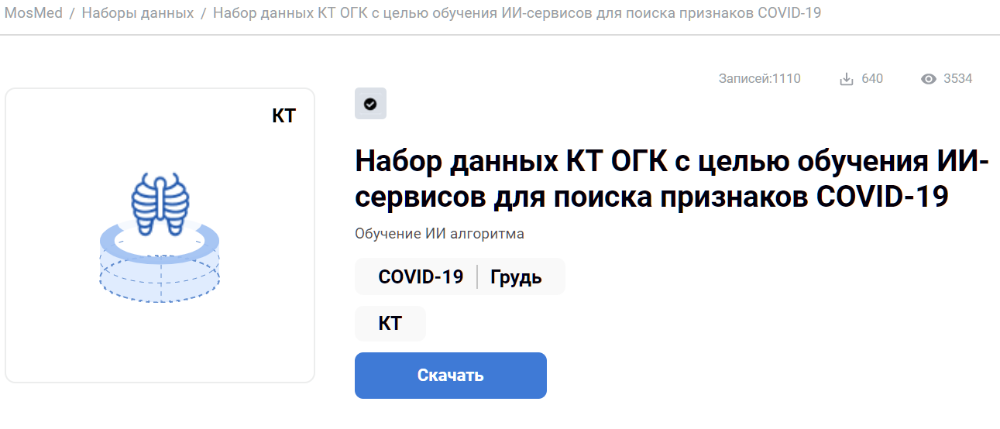 MosMed / Наборы данных / Набор данных КТ ОГК с целью обучения ИИ-сервисов для поиска признаков COVID-19
Записей:1110 640 3534
КТ
Набор данных КТ ОГК с целью обучения ИИ-
сервисов для поиска признаков COVID-19
Обучение ИИ алгоритма
COVID-19 | Грудь
КТ
Скачать